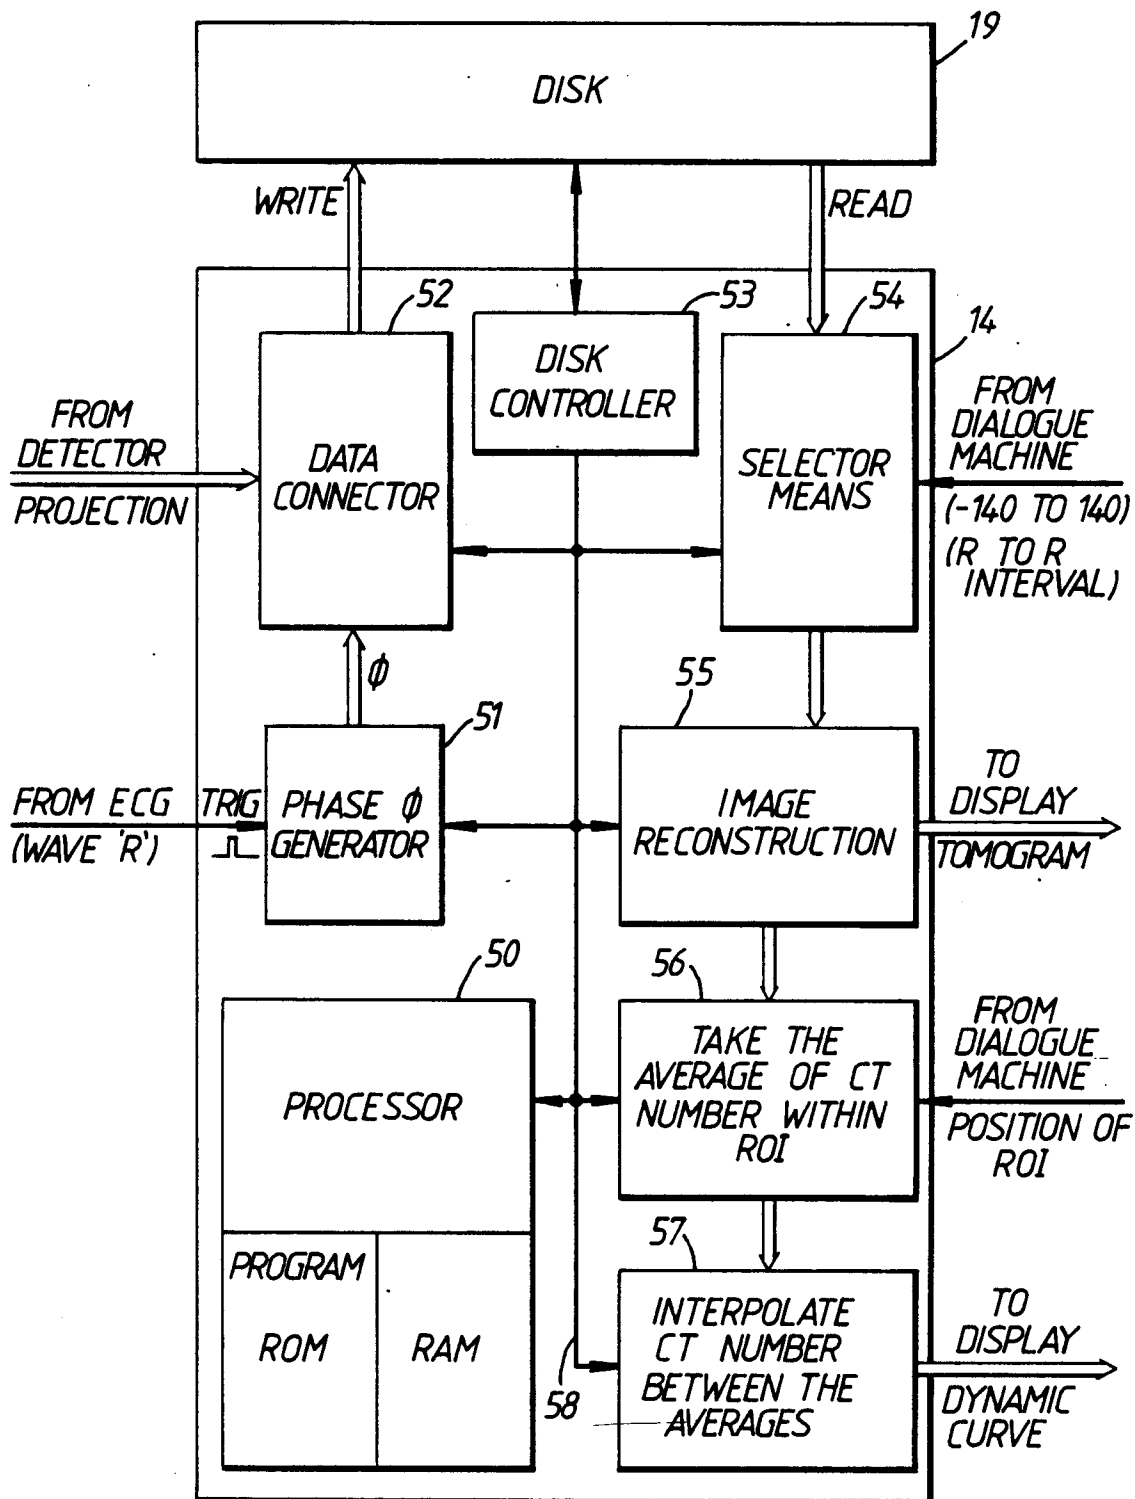 19
DISK
WRITE
READ
52
53
54
14
DISK
CONTROLLER
FROM
DETECTOR
PROJECTION
DATA
CONNECTOR
SELECTOR
MEANS
FROM
DIALOGUE
MACHINE
(-140 TO 140)
(R TO R
INTERVAL)
ϕ
51
55
FROM ECG
(WAVE 'R')
TRIG
PHASE ϕ
GENERATOR
IMAGE
RECONSTRUCTION
TO
DISPLAY
TOMOGRAM
50
56
PROCESSOR
TAKE THE
AVERAGE OF CT
NUMBER WITHIN
ROI
FROM
DIALOGUE
MACHINE
POSITION OF
ROI
PROGRAM
ROM
RAM
57
58
INTERPOLATE
CT NUMBER
BETWEEN THE
AVERAGES
TO
DISPLAY
DYNAMIC
CURVE